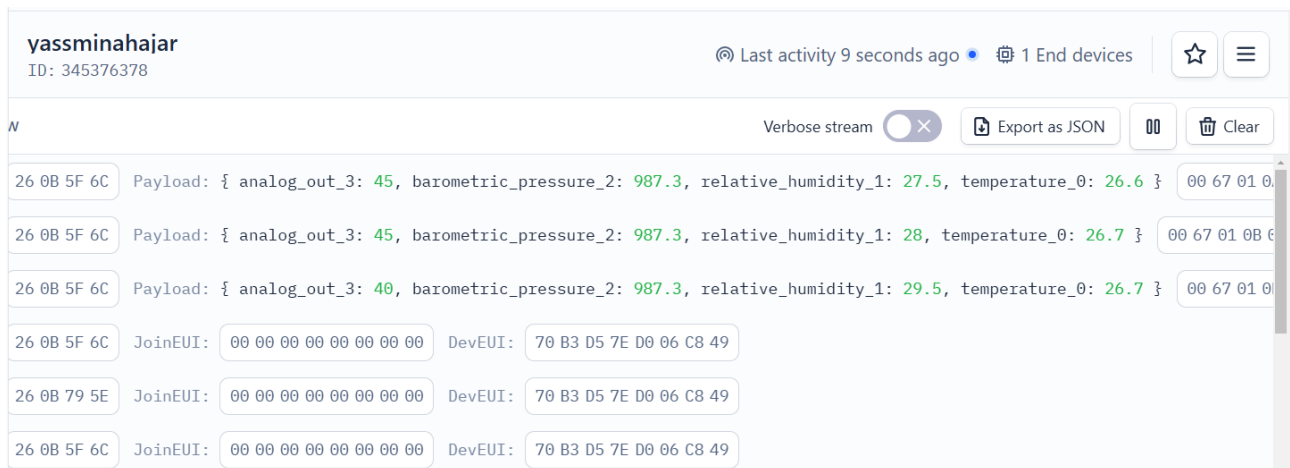 yassminahajar
ID: 345376378
Last activity 9 seconds ago 1 End devices
Verbose stream Export as JSON Clear
26 0B 5F 6C Payload: { analog_out_3: 45, barometric_pressure_2: 987.3, relative_humidity_1: 27.5, temperature_0: 26.6 } 00 67 01
26 0B 5F 6C Payload: { analog_out_3: 45, barometric_pressure_2: 987.3, relative_humidity_1: 28, temperature_0: 26.7 } 00 67 01 0B
26 0B 5F 6C Payload: { analog_out_3: 40, barometric_pressure_2: 987.3, relative_humidity_1: 29.5, temperature_0: 26.7 } 00 67 01
26 0B 5F 6C JoinEUI: 00 00 00 00 00 00 00 00 DevEUI: 70 B3 D5 7E D0 06 C8 49
26 0B 79 5E JoinEUI: 00 00 00 00 00 00 00 00 DevEUI: 70 B3 D5 7E D0 06 C8 49
26 0B 5F 6C JoinEUI: 00 00 00 00 00 00 00 00 DevEUI: 70 B3 D5 7E D0 06 C8 49